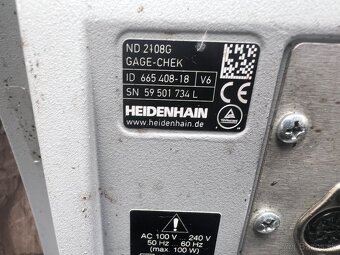 ND 2108G
GAGE-CHEK
ID 665 408-18 V6
SN 59 501 734 L
HEIDENHAIN
www.heidenhain.de
AC 100 V ... 240 V
50 Hz ... 60 Hz
(max. 100 W)